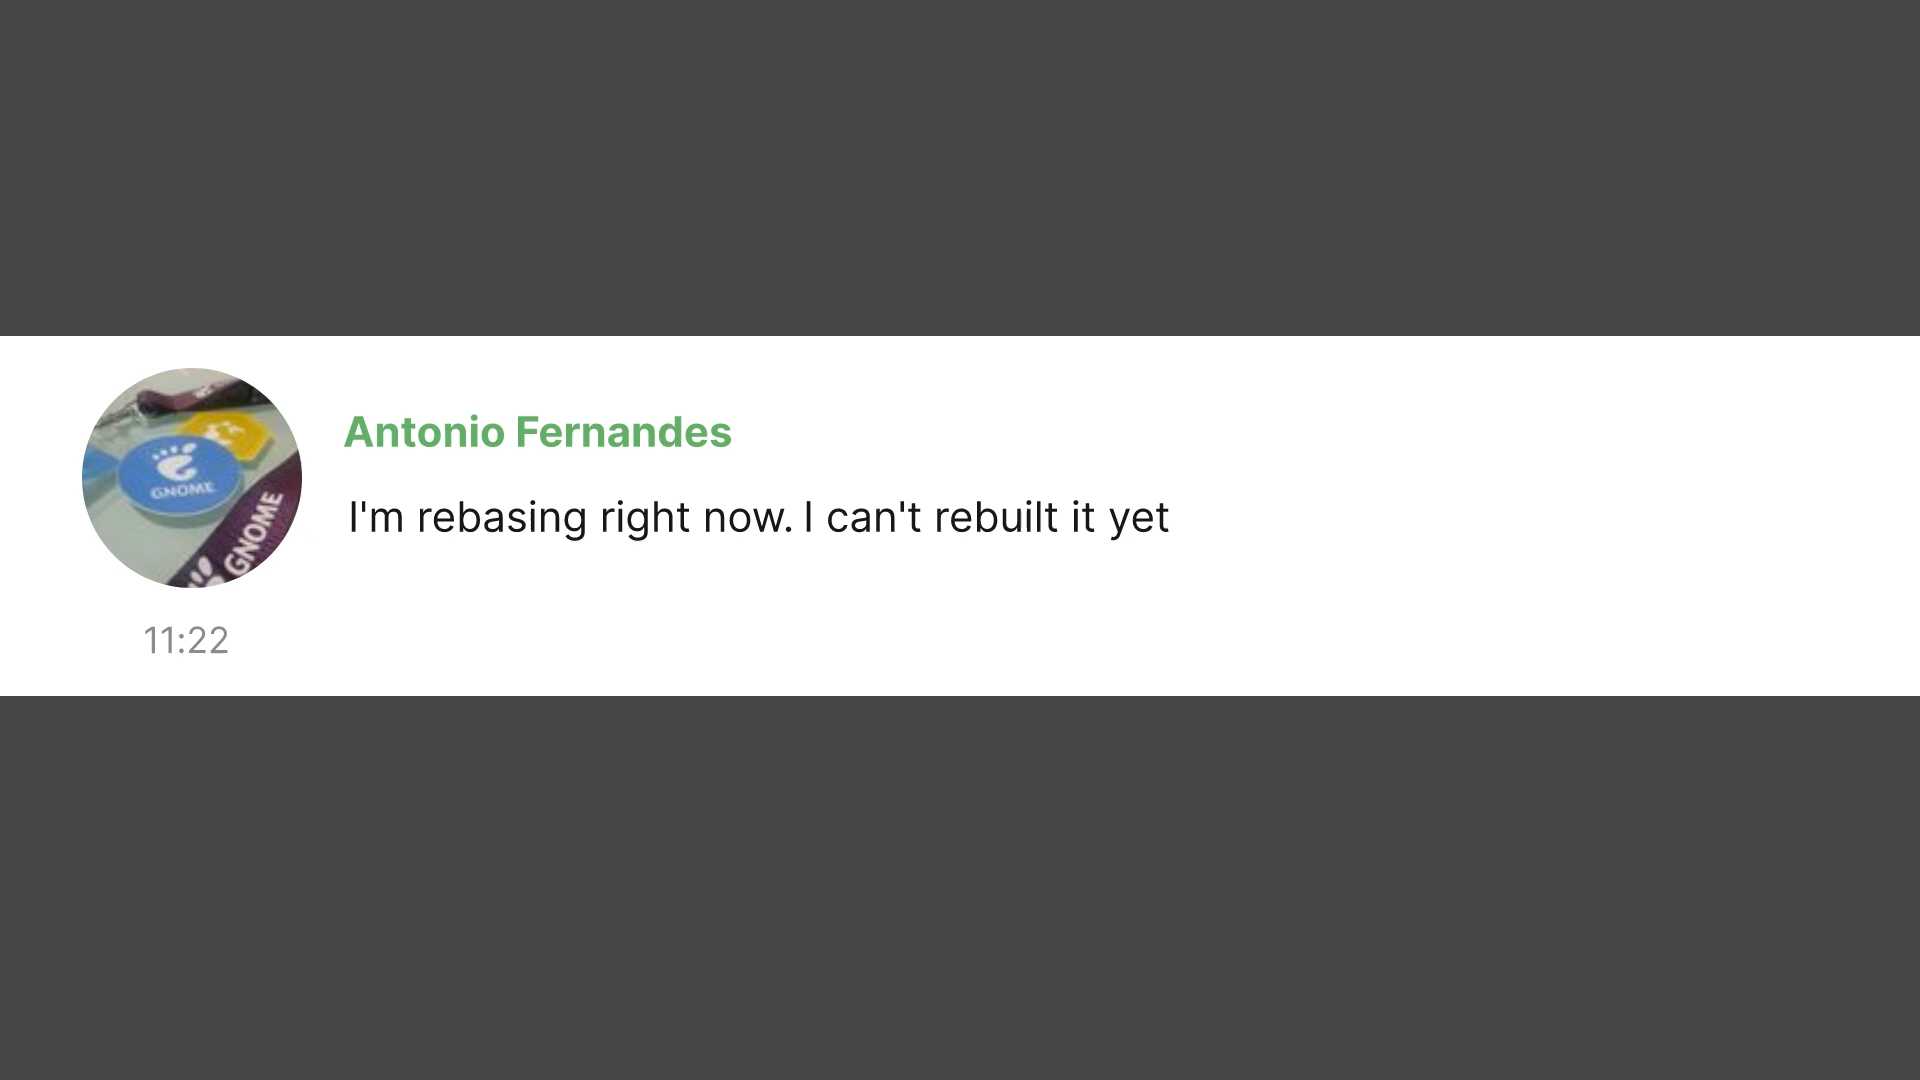 Antonio Fernandes
I'm rebasing right now. I can't rebuilt it yet
GNOME
GNOME
11:22